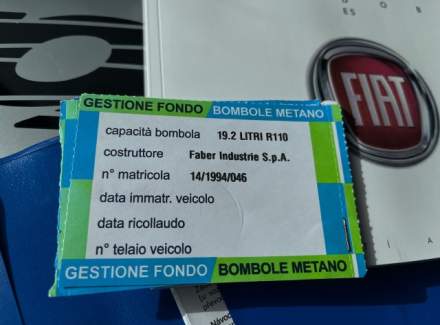 GESTIONE FONDO BOMBOLE METANO
capacità bombola 19.2 LITRI R110
costruttore Faber Industrie S.p.A.
n° matricola 14/1994/046
data immatr. veicolo
data ricollaudo
n° telaio veicolo
GESTIONE FONDO BOMBOLE METANO
FIAT